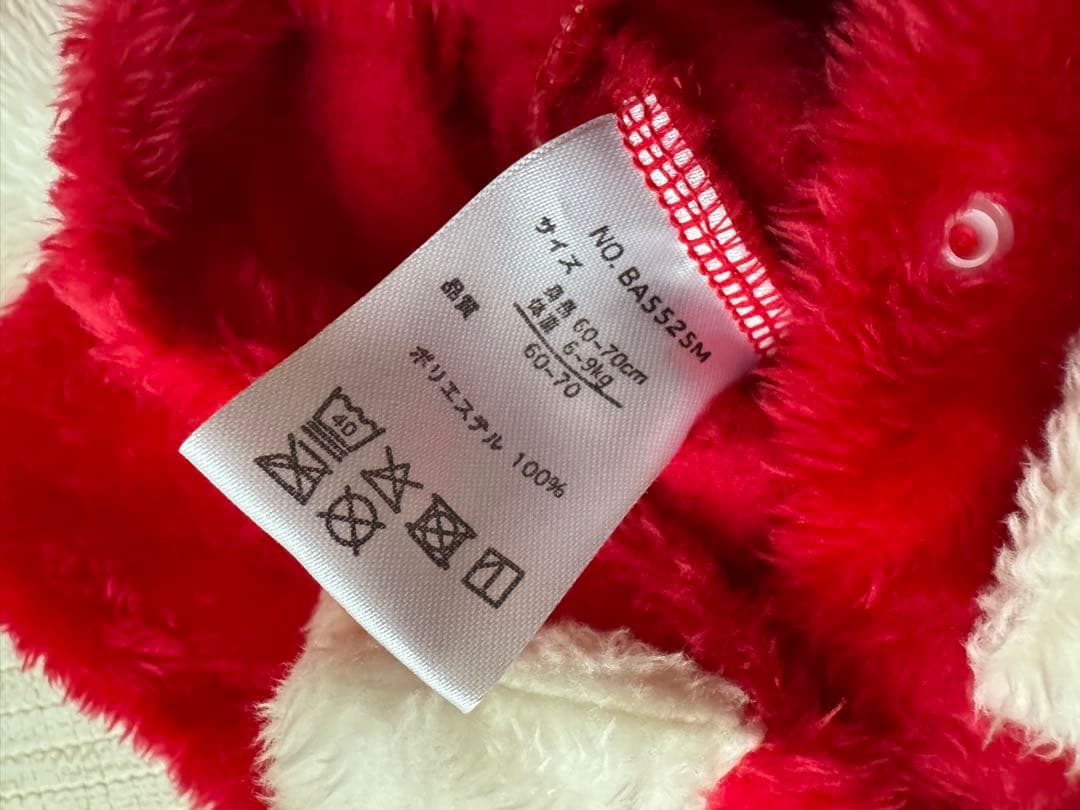 NO. BA5525M
サイズ
身長 60~70cm
体重 6~9kg
60~70
品質
ポリエステル 100%
40